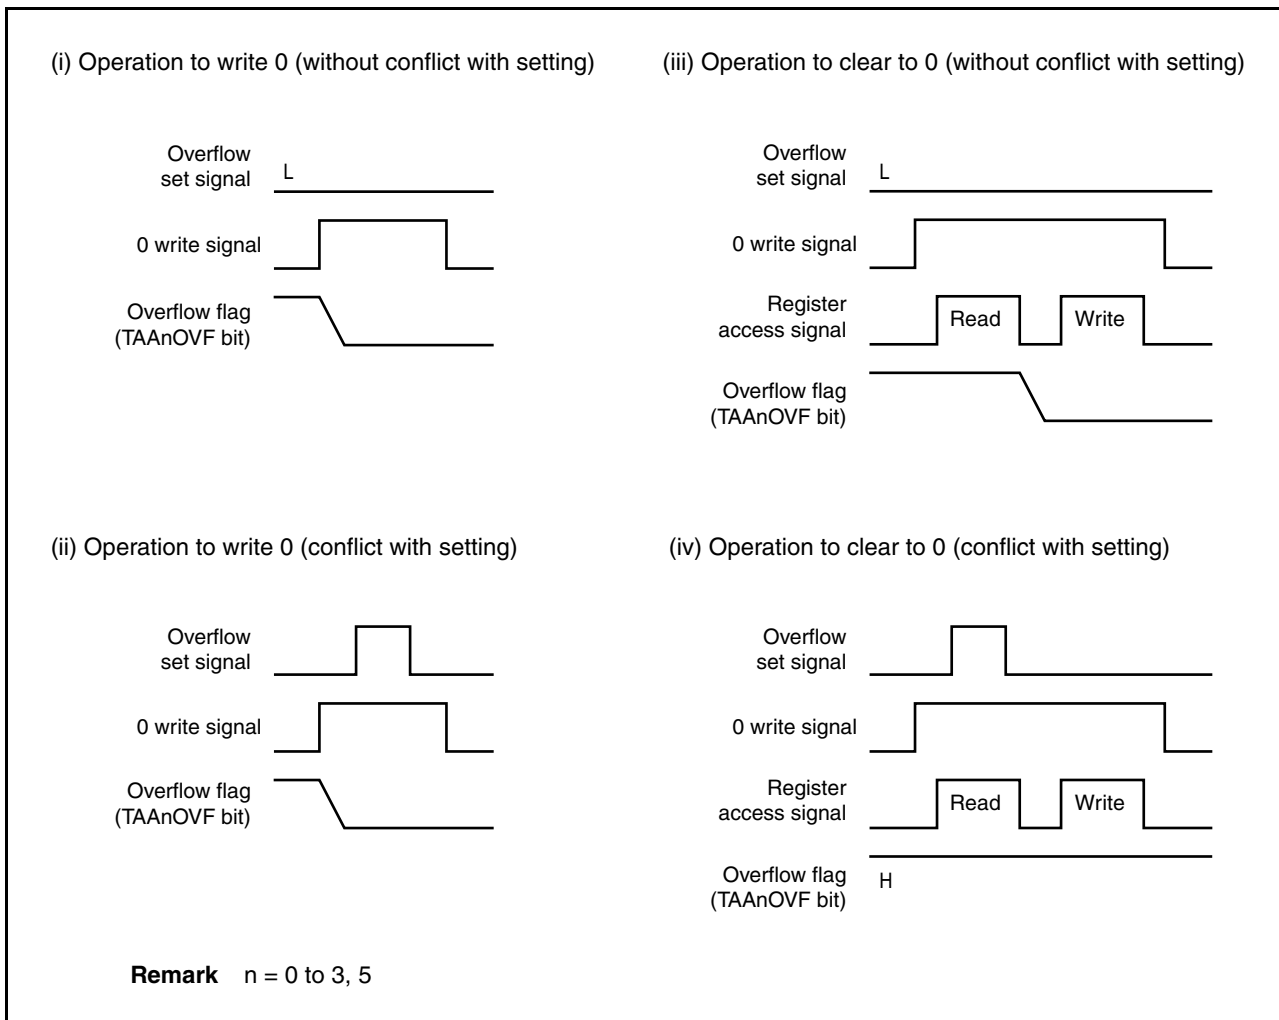 (i) Operation to write 0 (without conflict with setting)
Overflow
set signal
L
0 write signal
Overflow flag
(TAAnOVF bit)
(iii) Operation to clear to 0 (without conflict with setting)
Overflow
set signal
L
0 write signal
Register
access signal
Read
Write
Overflow flag
(TAAnOVF bit)
(ii) Operation to write 0 (conflict with setting)
Overflow
set signal
0 write signal
Overflow flag
(TAAnOVF bit)
(iv) Operation to clear to 0 (conflict with setting)
Overflow
set signal
0 write signal
Register
access signal
Read
Write
Overflow flag
(TAAnOVF bit)
H
Remark n = 0 to 3, 5